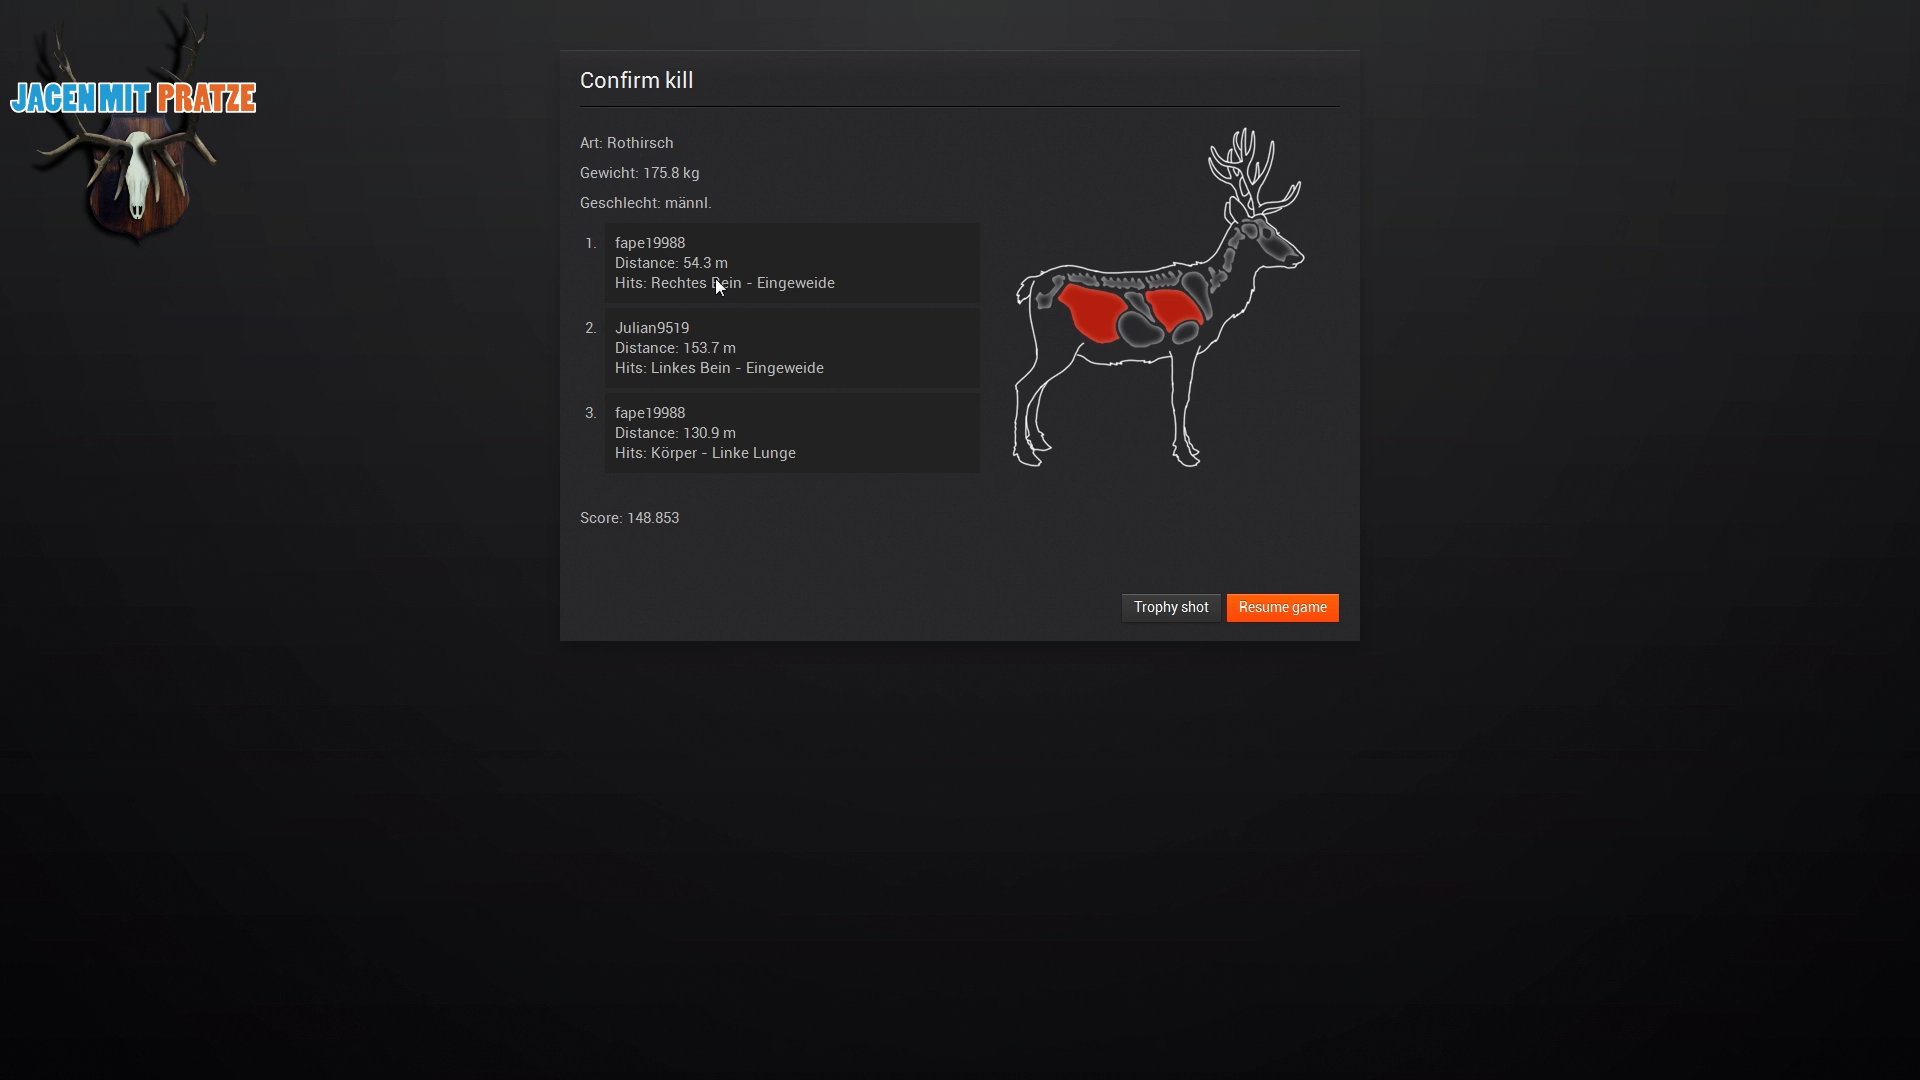 JAGEN MIT PRATZE
Confirm kill
Art: Rothirsch
Gewicht: 175.8 kg
Geschlecht: männl.
1. fape19988
Distance: 54.3 m
Hits: Rechtes Bein - Eingeweide
2. Julian9519
Distance: 153.7 m
Hits: Linkes Bein - Eingeweide
3. fape19988
Distance: 130.9 m
Hits: Körper - Linke Lunge
Score: 148.853
Trophy shot
Resume game